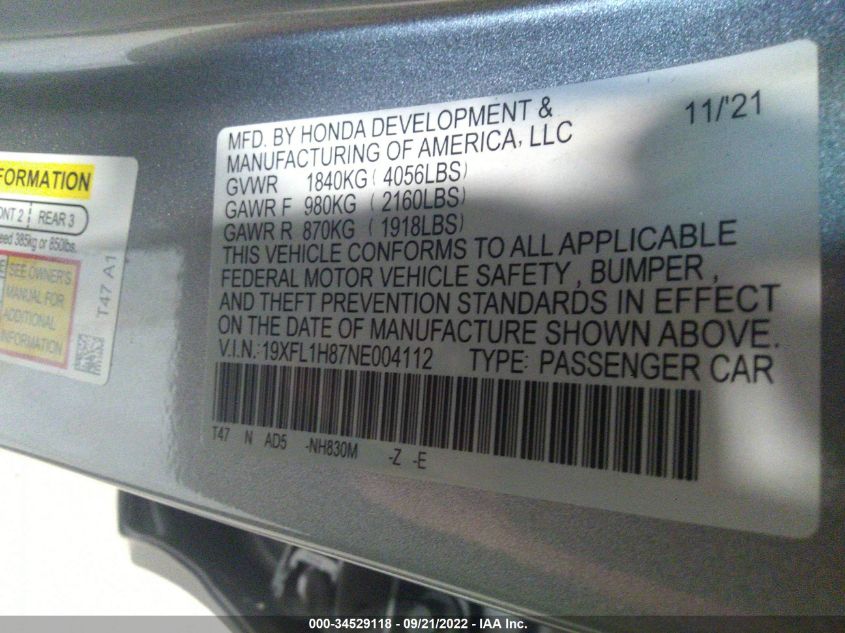 FORMATION
ONT 2 REAR 3
eed 385kg or 850lbs.
SEE OWNER'S
MANUAL FOR
ADDITIONAL
INFORMATION
T47 A1
11/'21
MFD. BY HONDA DEVELOPMENT &
MANUFACTURING OF AMERICA, LLC
GVWR 1840KG ( 4056LBS)
GAWR F 980KG ( 2160LBS)
GAWR R 870KG ( 1918LBS)
THIS VEHICLE CONFORMS TO ALL APPLICABLE
FEDERAL MOTOR VEHICLE SAFETY , BUMPER ,
AND THEFT PREVENTION STANDARDS IN EFFECT
ON THE DATE OF MANUFACTURE SHOWN ABOVE.
V.I.N.:19XFL1H87NE004112 TYPE: PASSENGER CAR
T47 N AD5 -NH830M -Z -E
000-34529118 - 09/21/2022 - IAA Inc.